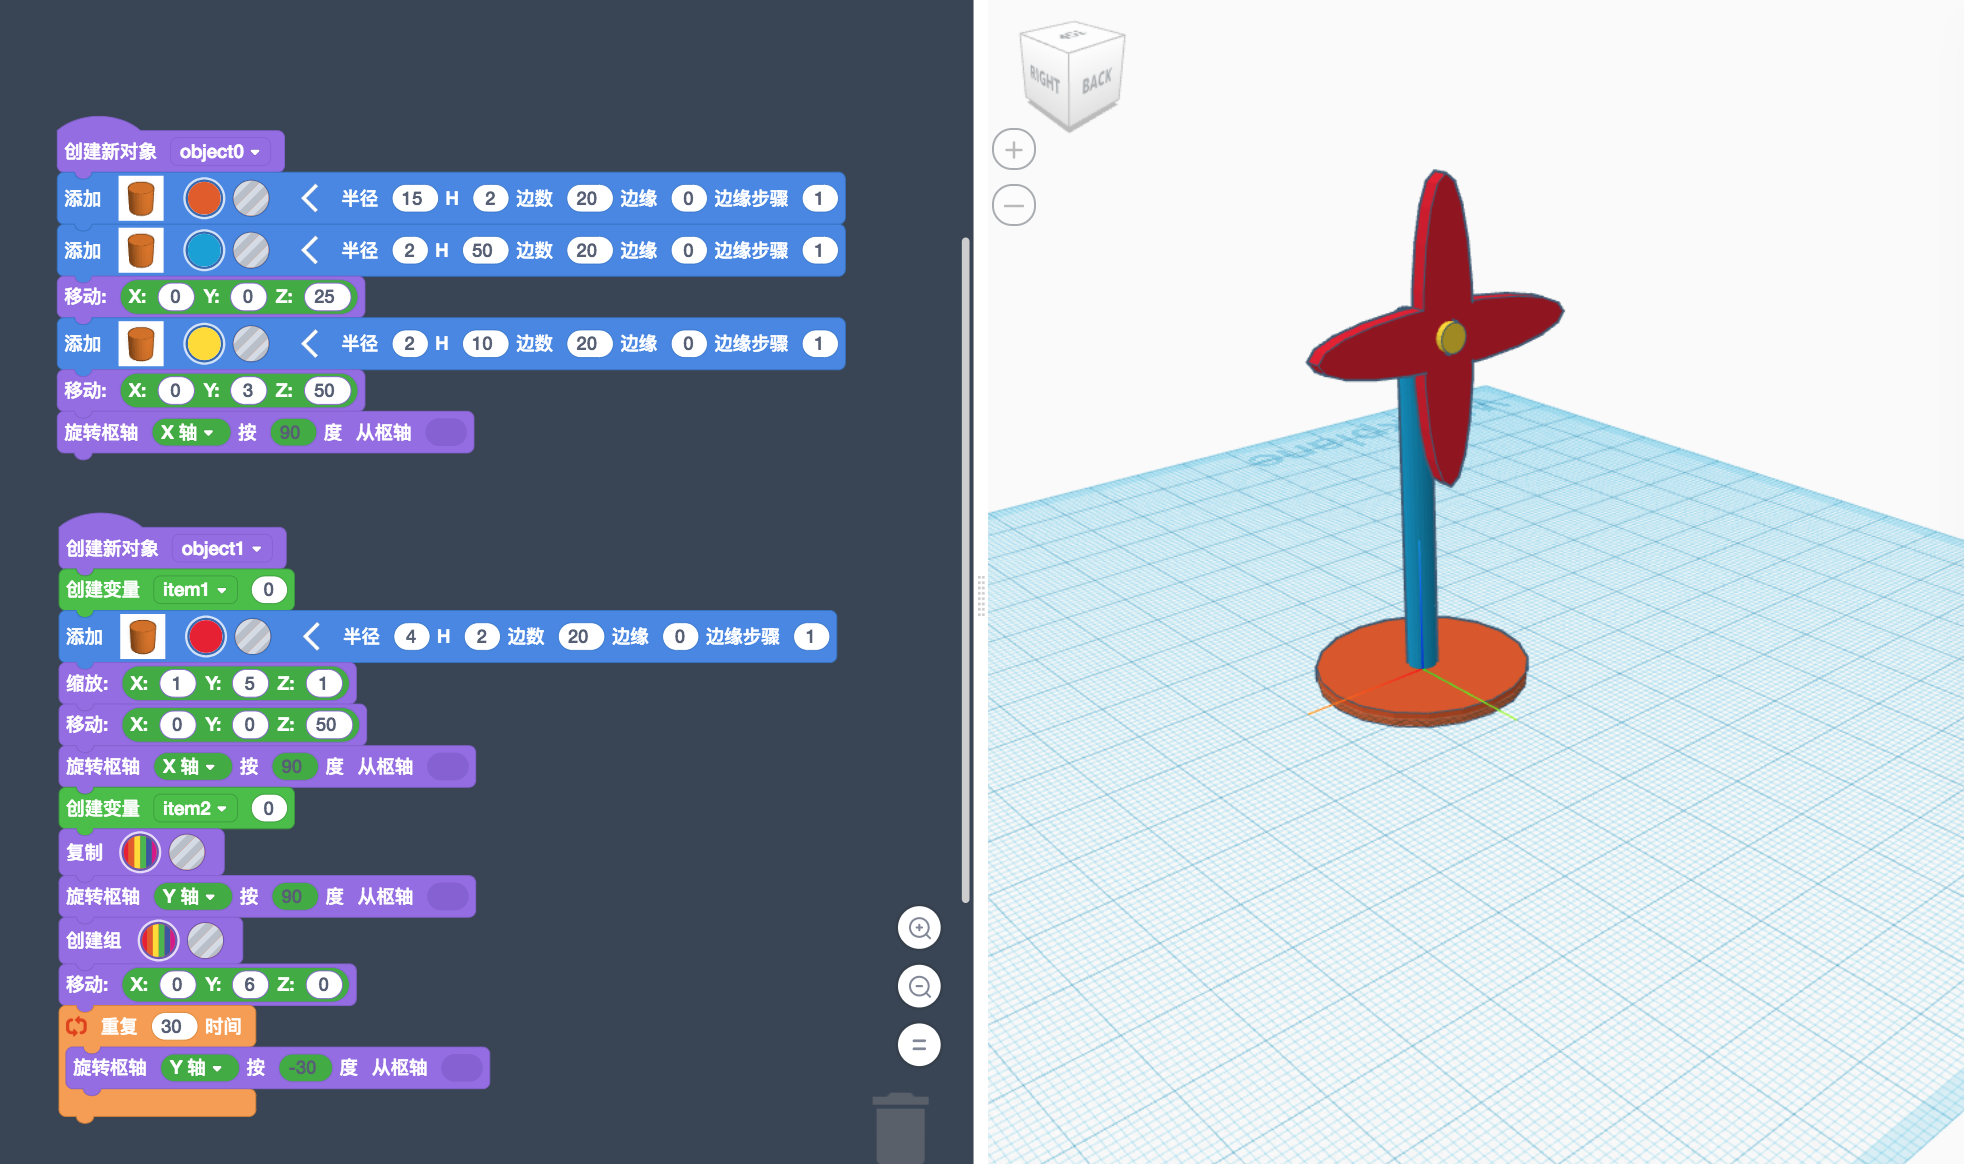 创建新对象 object0
添加 半径 15 H 2 边数 20 边缘 0 边缘步骤 1
添加 半径 2 H 50 边数 20 边缘 0 边缘步骤 1
移动: X: 0 Y: 0 Z: 25
添加 半径 2 H 10 边数 20 边缘 0 边缘步骤 1
移动: X: 0 Y: 3 Z: 50
旋转枢轴 X 轴 按 90 度 从枢轴
创建新对象 object1
创建变量 item1 0
添加 半径 4 H 2 边数 20 边缘 0 边缘步骤 1
缩放: X: 1 Y: 5 Z: 1
移动: X: 0 Y: 0 Z: 50
旋转枢轴 X 轴 按 90 度 从枢轴
创建变量 item2 0
复制
旋转枢轴 Y 轴 按 90 度 从枢轴
创建组
移动: X: 0 Y: 6 Z: 0
重复 30 时间
旋转枢轴 Y 轴 按 -30 度 从枢轴
TOP
RIGHT
BACK